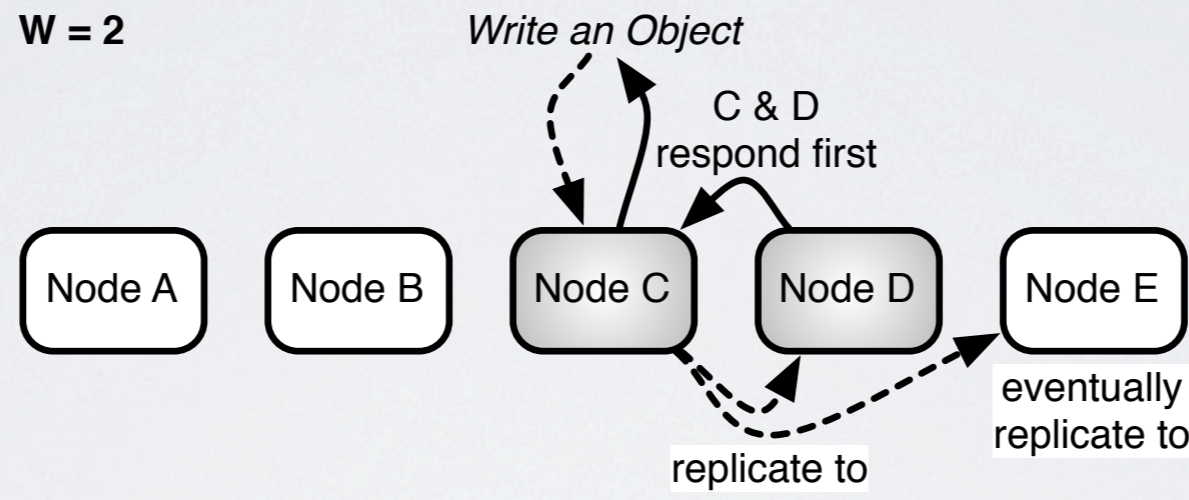 W = 2
Write an Object
C & D
respond first
Node A
Node B
Node C
Node D
Node E
eventually
replicate to
replicate to